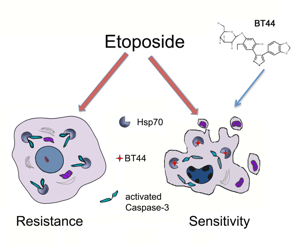 BT44
Etoposide
Hsp70
BT44
activated
Caspase-3
Resistance
Sensitivity